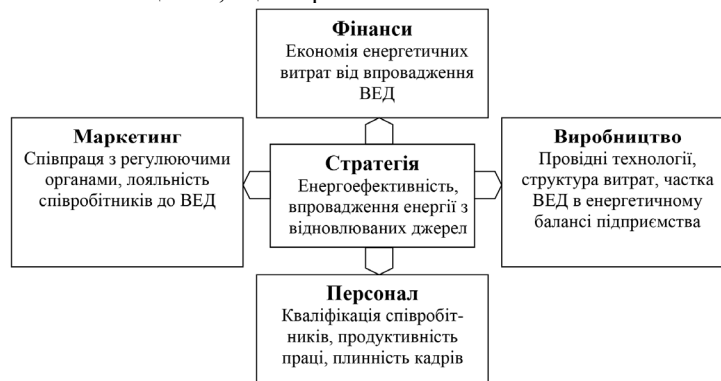 Фінанси
Економія енергетичних
витрат від впровадження
ВЕД
Маркетинг
Співпраця з регулюючими
органами, лояльність
співробітників до ВЕД
Стратегія
Енергоефективність,
впровадження енергії з
відновлюваних джерел
Виробництво
Провідні технології,
структура витрат, частка
ВЕД в енергетичному
балансі підприємства
Персонал
Кваліфікація співробіт-
ників, продуктивність
праці, плинність кадрів